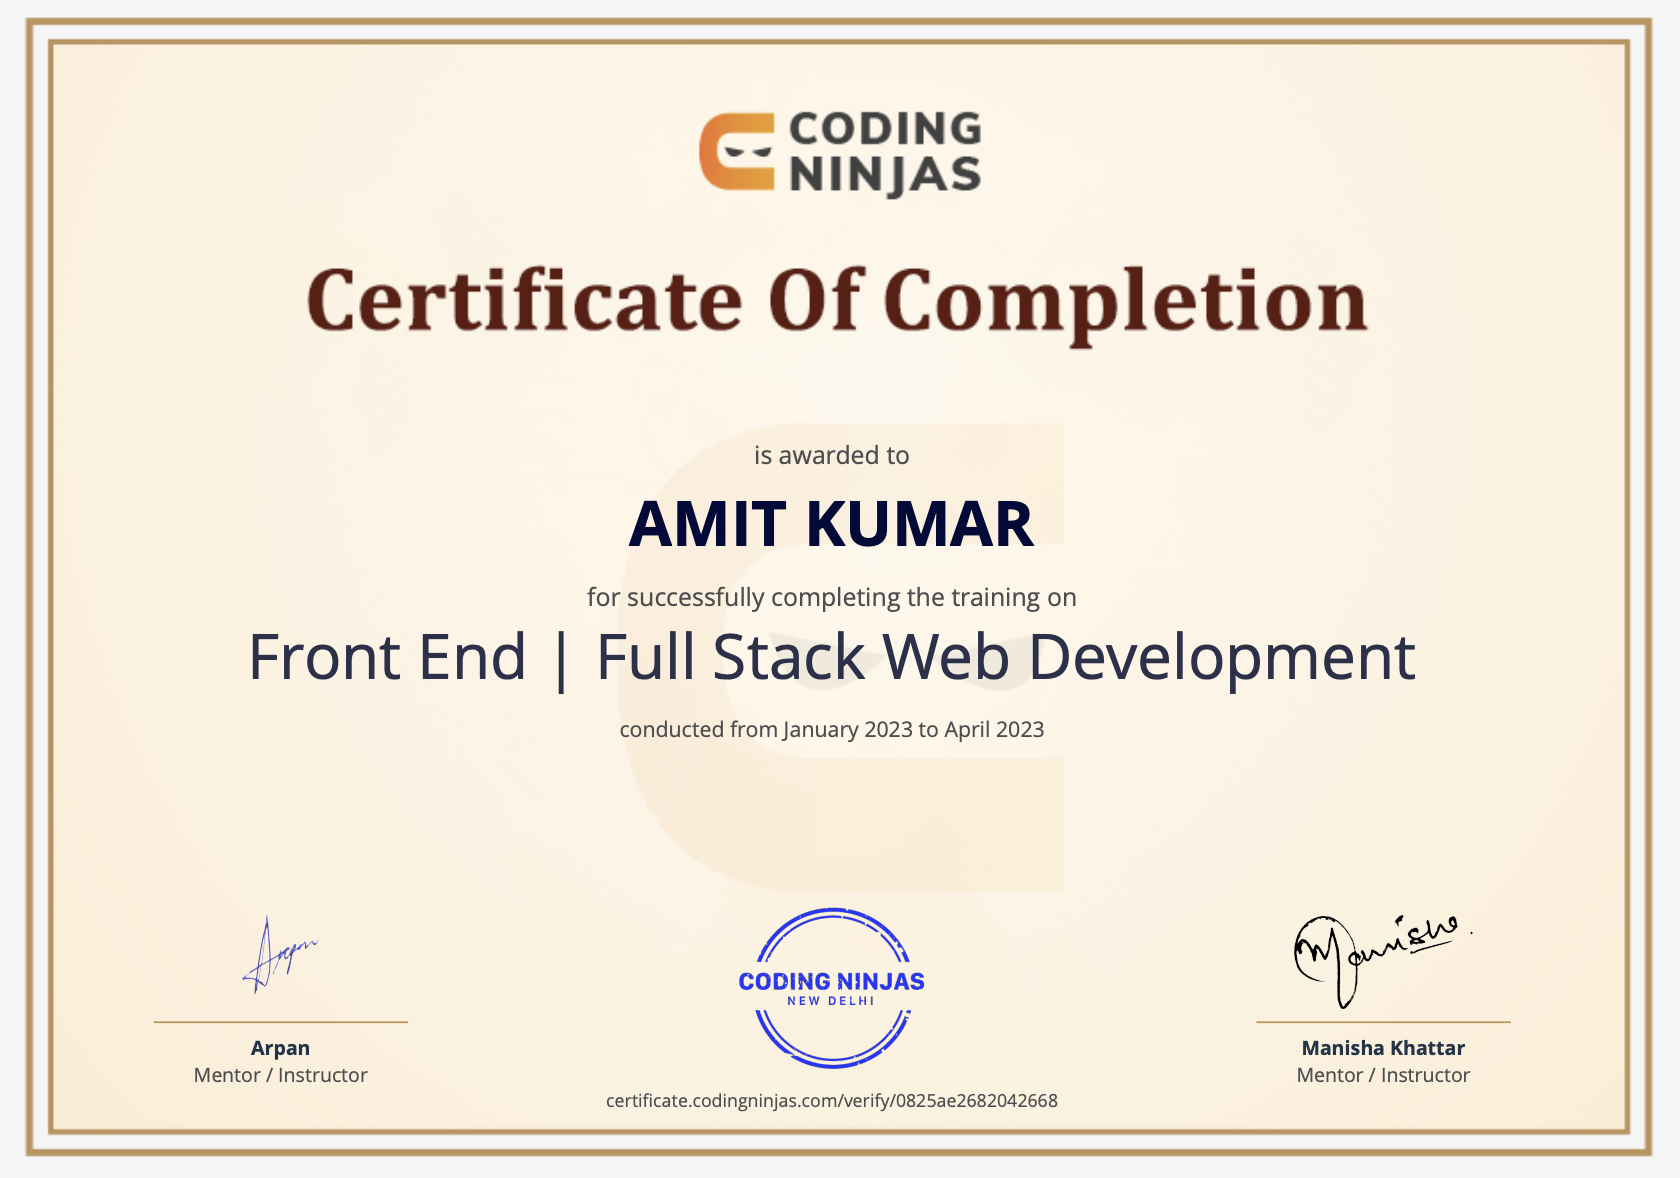 CODING
NINJAS
Certificate Of Completion
is awarded to
AMIT KUMAR
for successfully completing the training on
Front End | Full Stack Web Development
conducted from January 2023 to April 2023
Arpan
Manisha
CODING NINJAS
NEW DELHI
Arpan
Mentor / Instructor
Manisha Khattar
Mentor / Instructor
certificate.codingninjas.com/verify/0825ae2682042668